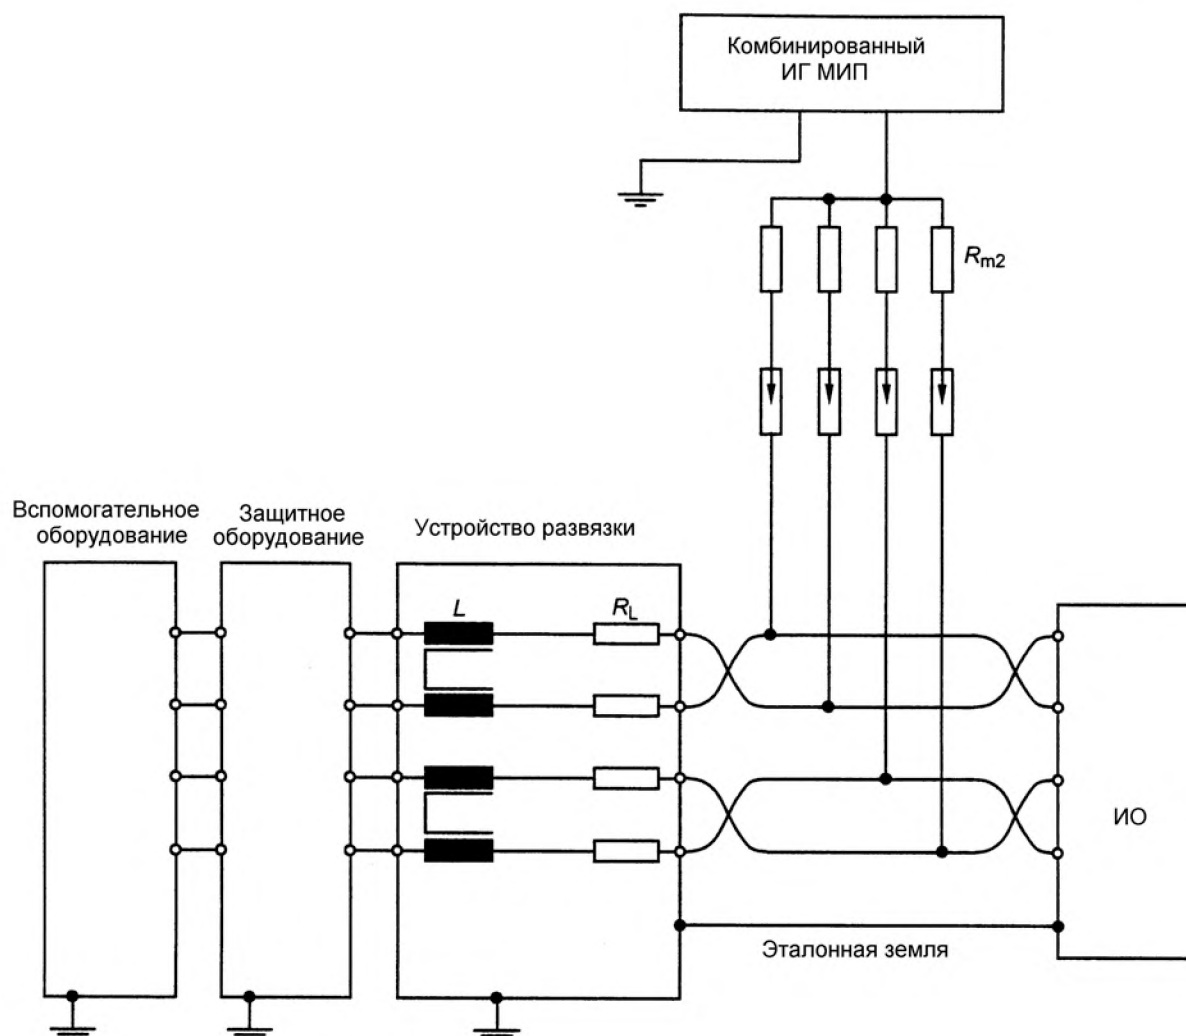 Комбинированный
ИГ МИП
Rm2
Вспомогательное
оборудование
Защитное
оборудование
Устройство развязки
L
RL
ИО
Эталонная земля